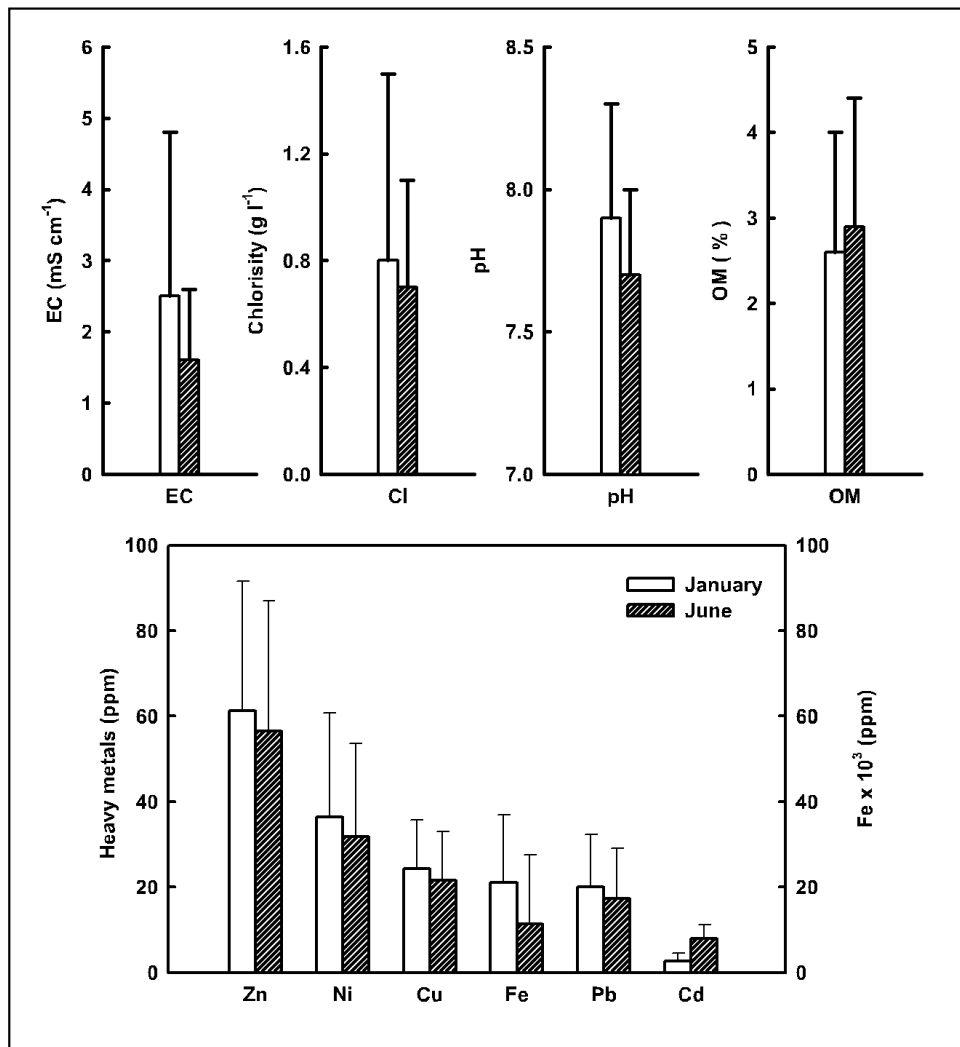 EC (mS cm⁻¹)
6
5
4
3
2
1
0
EC
Chlorisity (g l⁻¹)
1.6
1.2
0.8
0.4
0.0
Cl
pH
8.5
8.0
7.5
7.0
pH
OM ( % )
5
4
3
2
1
0
OM
Heavy metals (ppm)
100
80
60
40
20
0
January
June
Zn Ni Cu Fe Pb Cd
100
80
60
40
20
0
Fe x 10³ (ppm)